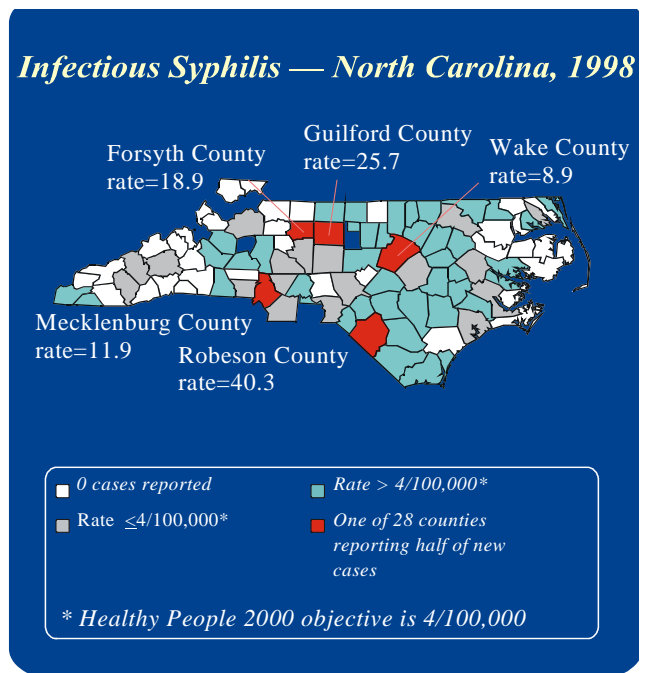 Infectious Syphilis — North Carolina, 1998
Forsyth County
rate=18.9
Guilford County
rate=25.7
Wake County
rate=8.9
Mecklenburg County
rate=11.9
Robeson County
rate=40.3
0 cases reported
Rate ≤4/100,000*
Rate > 4/100,000*
One of 28 counties
reporting half of new
cases
* Healthy People 2000 objective is 4/100,000